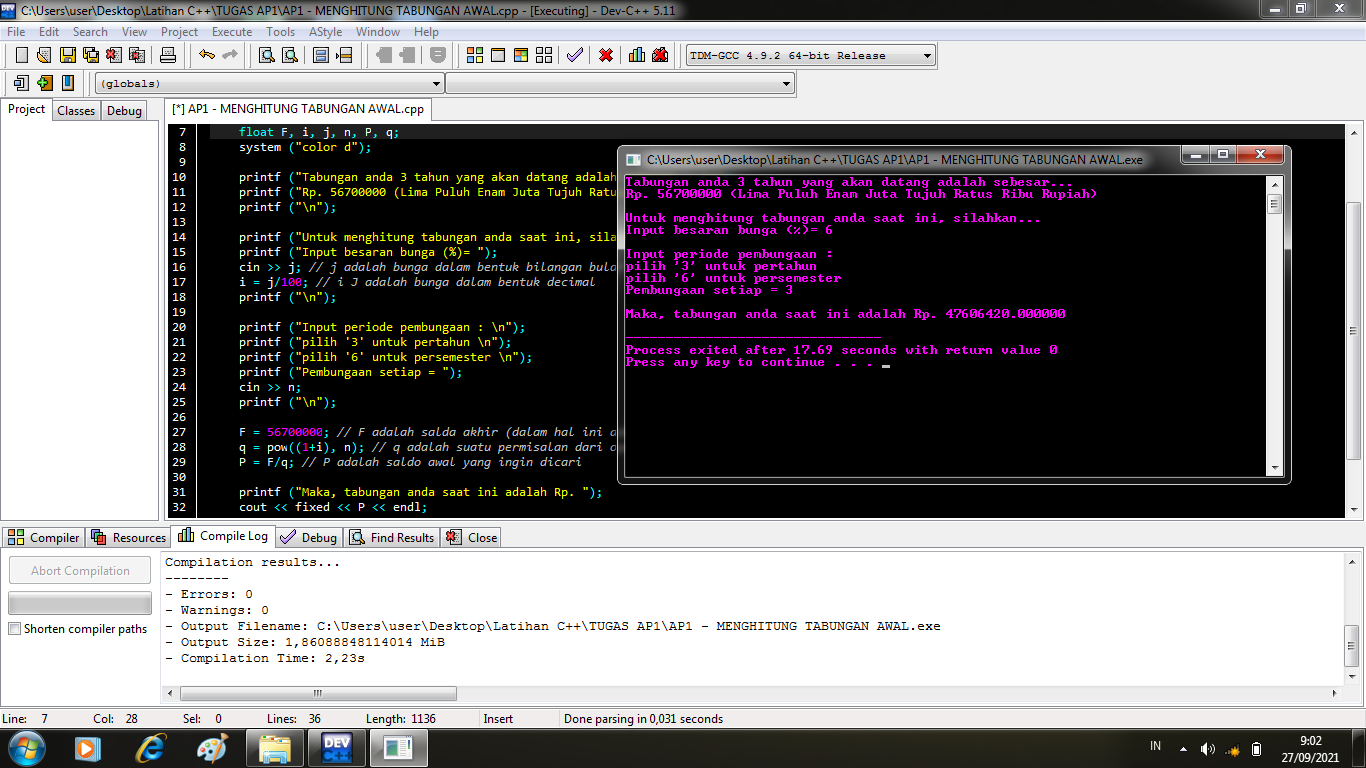 C:\Users\user\Desktop\Latihan C++\TUGAS AP1\AP1 - MENGHITUNG TABUNGAN AWAL.cpp - [Executing] - Dev-C++ 5.11
File Edit Search View Project Execute Tools AStyle Window Help
TDM-GCC 4.9.2 64-bit Release
(globals)
Project Classes Debug
[*] AP1 - MENGHITUNG TABUNGAN AWAL.cpp
7 float F, i, j, n, P, q;
8 system ("color d");
9
10 printf ("Tabungan anda 3 tahun yang akan datang adalah
11 printf ("Rp. 56700000 (Lima Puluh Enam Juta Tujuh Ratu
12 printf ("\n");
13
14 printf ("Untuk menghitung tabungan anda saat ini, sila
15 printf ("Input besaran bunga (%)= ");
16 cin >> j; // j adalah bunga dalam bentuk bilangan bula
17 i = j/100; // i J adalah bunga dalam bentuk decimal
18 printf ("\n");
19
20 printf ("Input periode pembungaan : \n");
21 printf ("pilih '3' untuk pertahun \n");
22 printf ("pilih '6' untuk persemester \n");
23 printf ("Pembungaan setiap = ");
24 cin >> n;
25 printf ("\n");
26
27 F = 56700000; // F adalah salda akhir (dalam hal ini a
28 q = pow((1+i), n); // q adalah suatu permisalan dari
29 P = F/q; // P adalah saldo awal yang ingin dicari
30
31 printf ("Maka, tabungan anda saat ini adalah Rp. ");
32 cout << fixed << P << endl;
C:\Users\user\Desktop\Latihan C++\TUGAS AP1\AP1 - MENGHITUNG TABUNGAN AWAL.exe
Tabungan anda 3 tahun yang akan datang adalah sebesar...
Rp. 56700000 (Lima Puluh Enam Juta Tujuh Ratus Ribu Rupiah)
Untuk menghitung tabungan anda saat ini, silahkan...
Input besaran bunga (%)= 6
Input periode pembungaan :
pilih '3' untuk pertahun
pilih '6' untuk persemester
Pembungaan setiap = 3
Maka, tabungan anda saat ini adalah Rp. 47606420.000000
--------------------------------
Process exited after 17.69 seconds with return value 0
Press any key to continue . . .
Compiler Resources Compile Log Debug Find Results Close
Abort Compilation
Shorten compiler paths
Compilation results...
--------
- Errors: 0
- Warnings: 0
- Output Filename: C:\Users\user\Desktop\Latihan C++\TUGAS AP1\AP1 - MENGHITUNG TABUNGAN AWAL.exe
- Output Size: 1,86088848114014 MiB
- Compilation Time: 2,23s
Line: 7 Col: 28 Sel: 0 Lines: 36 Length: 1136 Insert Done parsing in 0,031 seconds
DEV C++
IN
9:02
27/09/2021